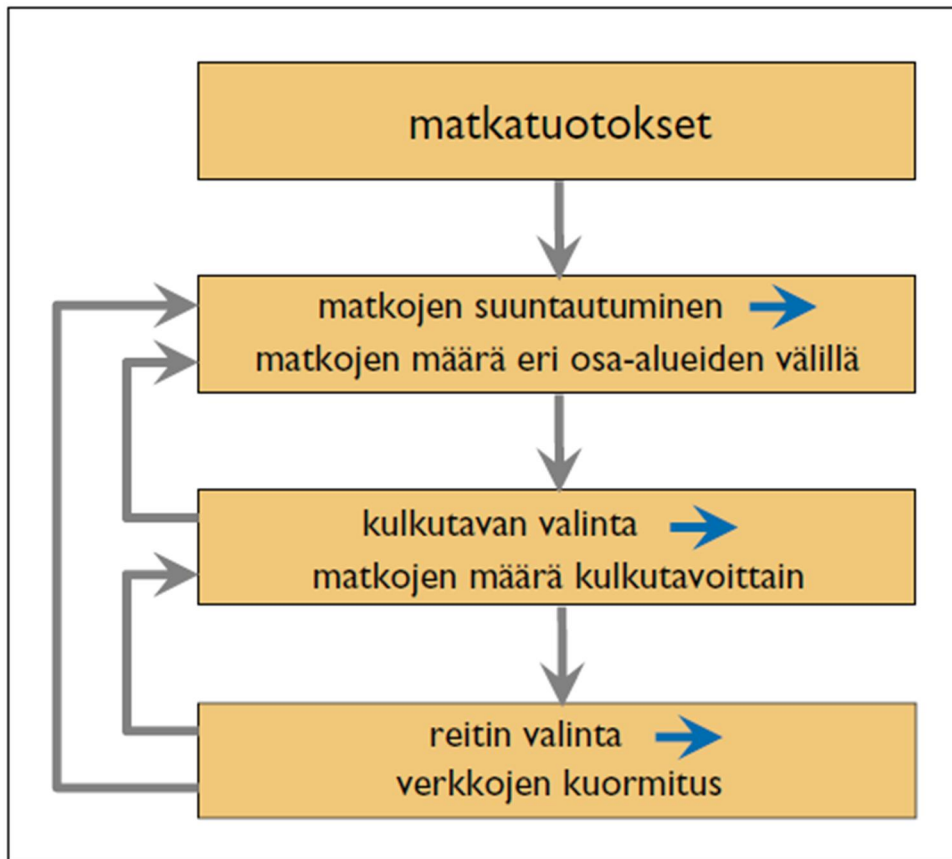 matkatuotokset
matkojen suuntautuminen
matkojen määrä eri osa-alueiden välillä
kulkutavan valinta
matkojen määrä kulkutavoittain
reitin valinta
verkkojen kuormitus